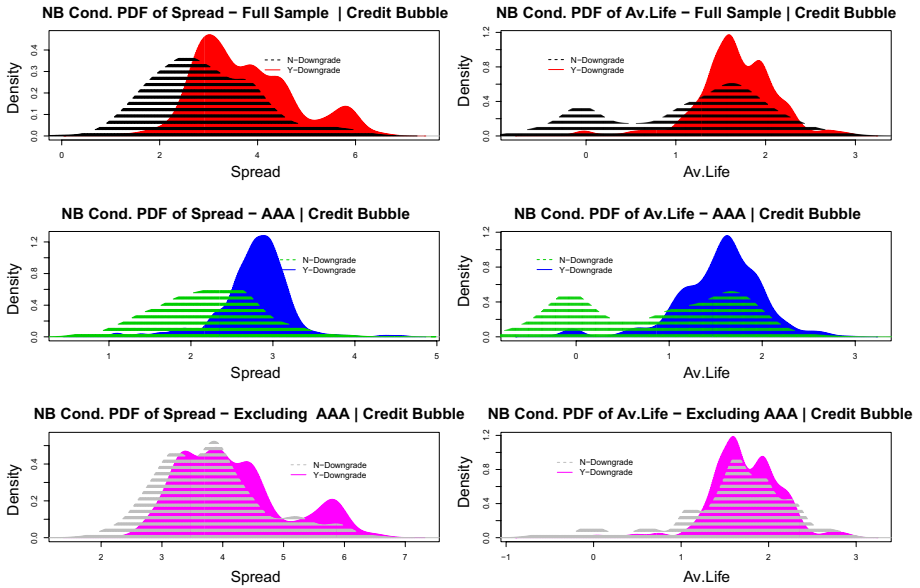 NB Cond. PDF of Spread − Full Sample | Credit Bubble
Density
0.0 0.1 0.2 0.3 0.4
N−Downgrade
Y−Downgrade
0 2 4 6
Spread
NB Cond. PDF of Av.Life − Full Sample | Credit Bubble
Density
0.0 0.4 0.8 1.2
N−Downgrade
Y−Downgrade
0 1 2 3
Av.Life
NB Cond. PDF of Spread − AAA | Credit Bubble
Density
0.0 0.4 0.8 1.2
N−Downgrade
Y−Downgrade
1 2 3 4 5
Spread
NB Cond. PDF of Av.Life − AAA | Credit Bubble
Density
0.0 0.4 0.8 1.2
N−Downgrade
Y−Downgrade
0 1 2 3
Av.Life
NB Cond. PDF of Spread − Excluding AAA | Credit Bubble
Density
0.0 0.2 0.4
N−Downgrade
Y−Downgrade
2 3 4 5 6 7
Spread
NB Cond. PDF of Av.Life − Excluding AAA | Credit Bubble
Density
0.0 0.4 0.8 1.2
N−Downgrade
Y−Downgrade
−1 0 1 2 3
Av.Life